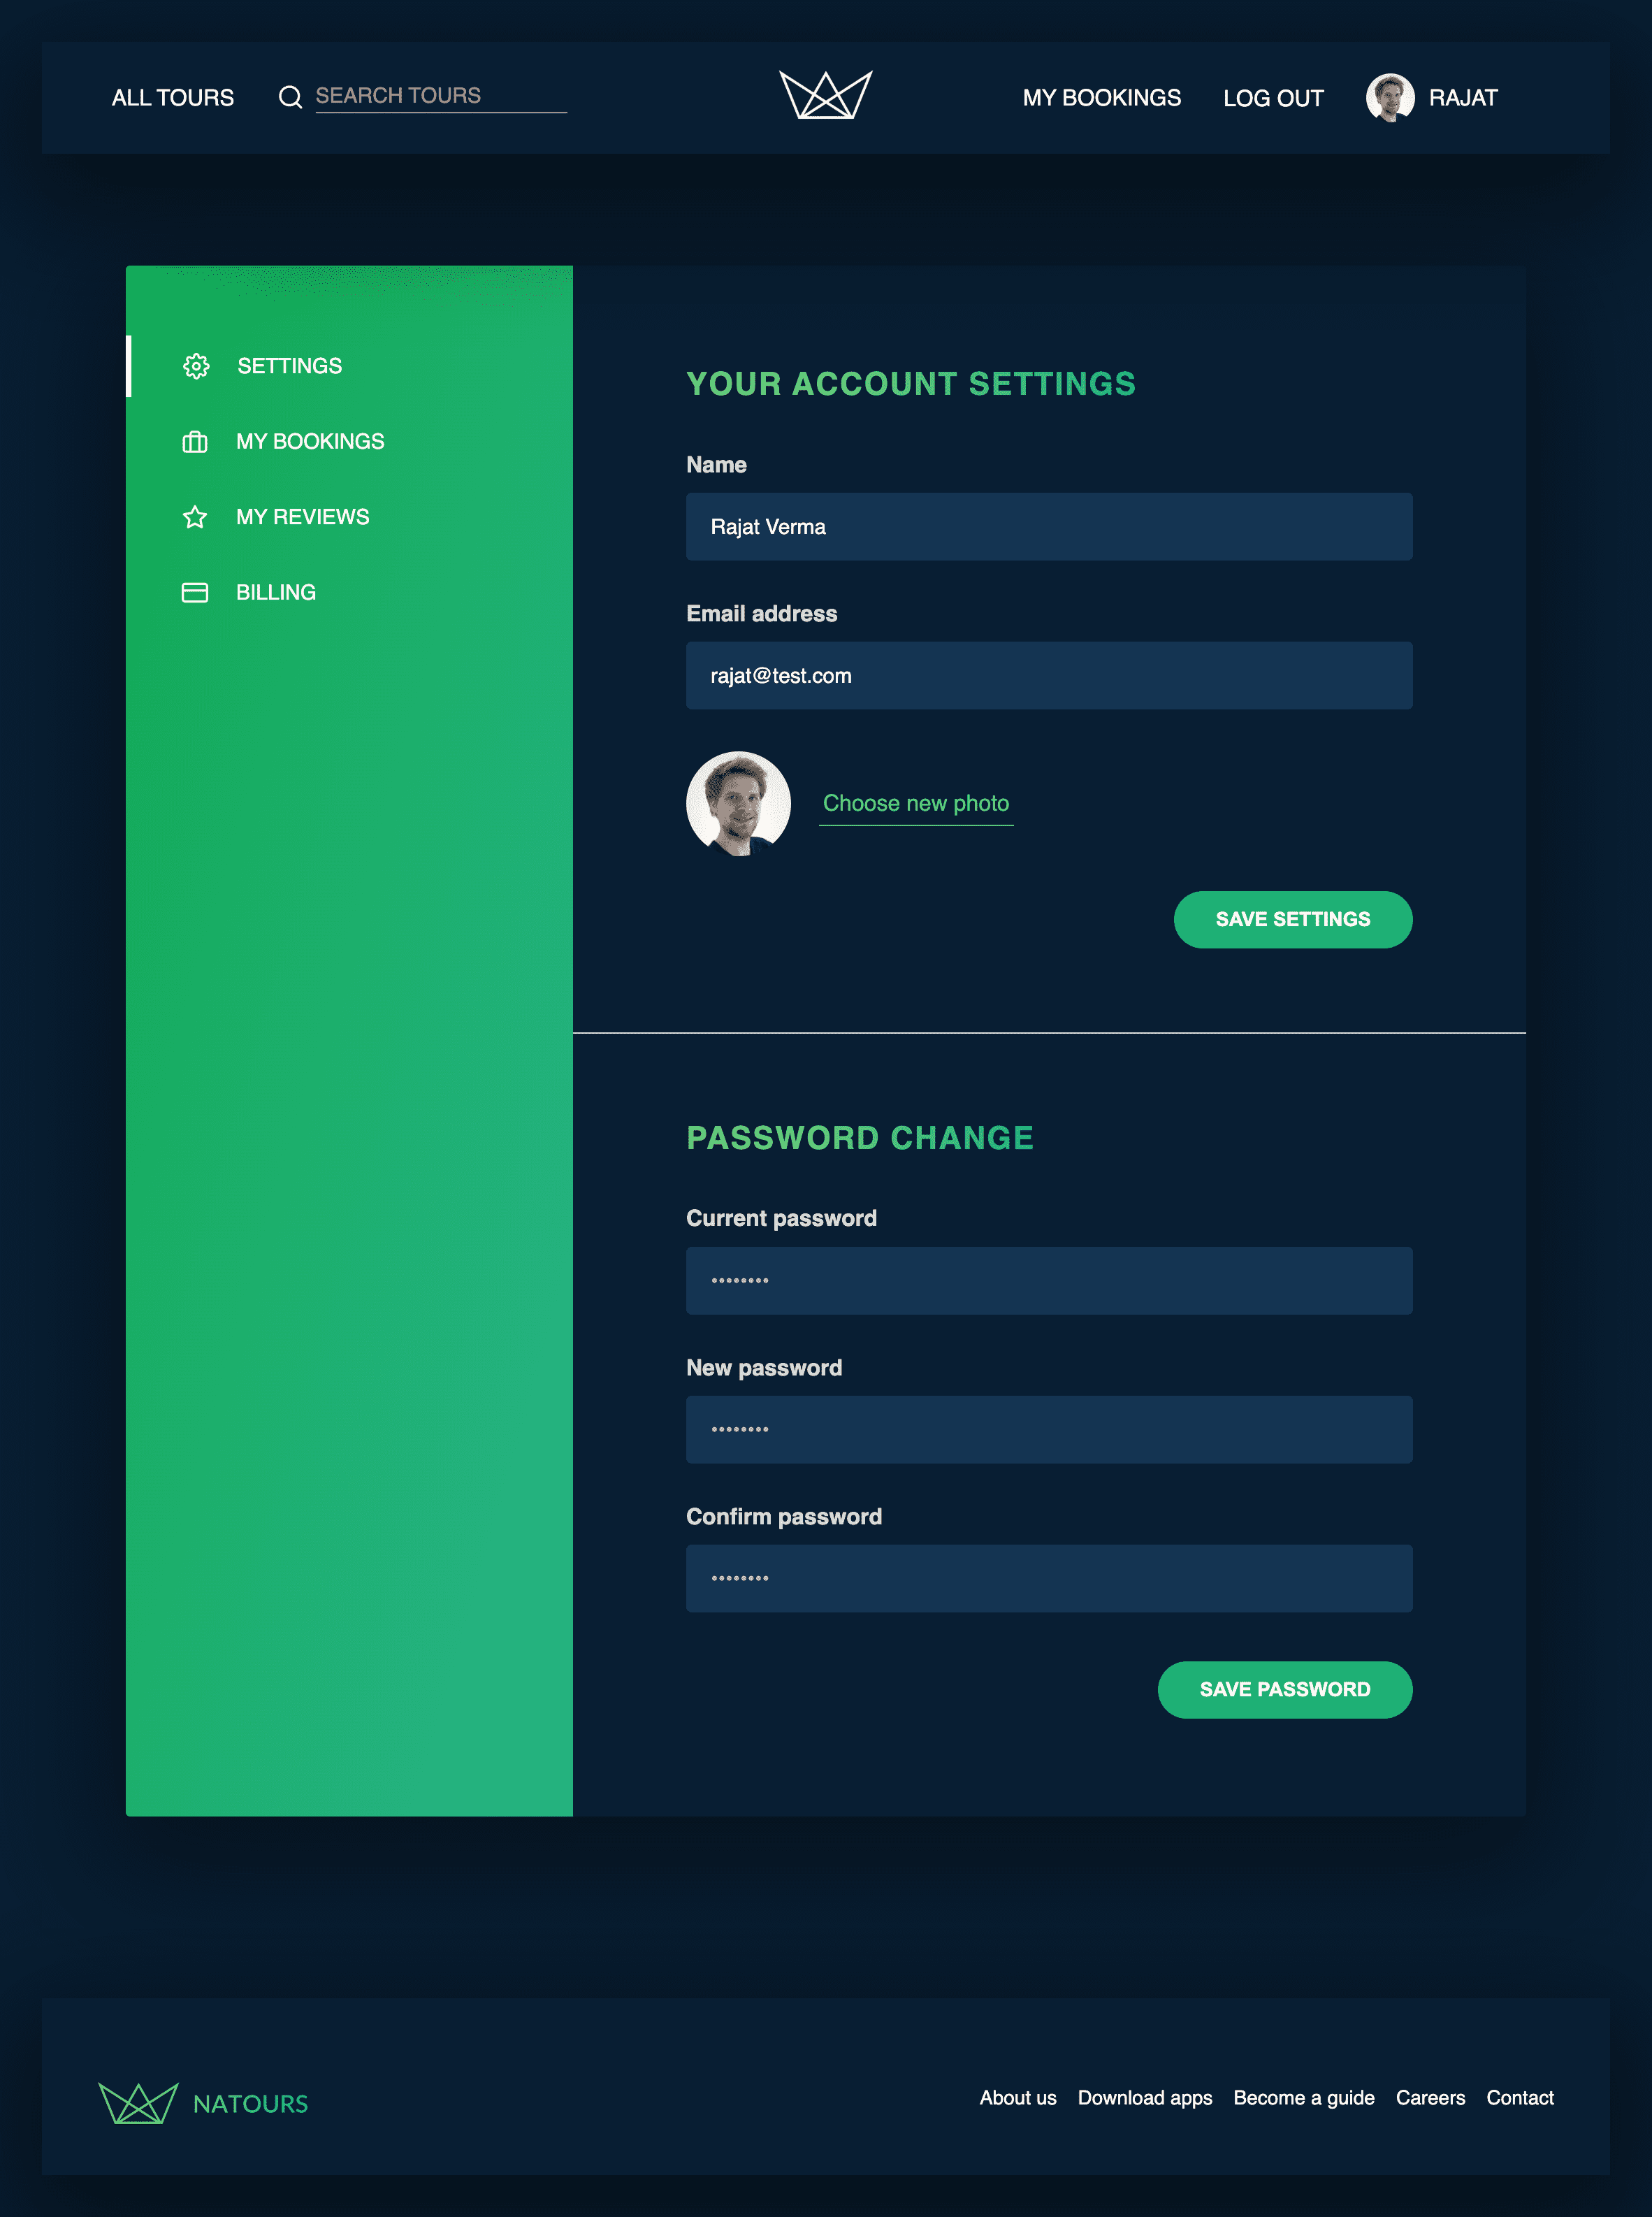 ALL TOURS
SEARCH TOURS
MY BOOKINGS
LOG OUT
RAJAT
SETTINGS
MY BOOKINGS
MY REVIEWS
BILLING
YOUR ACCOUNT SETTINGS
Name
Rajat Verma
Email address
rajat@test.com
Choose new photo
SAVE SETTINGS
PASSWORD CHANGE
Current password
••••••••
New password
••••••••
Confirm password
••••••••
SAVE PASSWORD
NATOURS
About us
Download apps
Become a guide
Careers
Contact